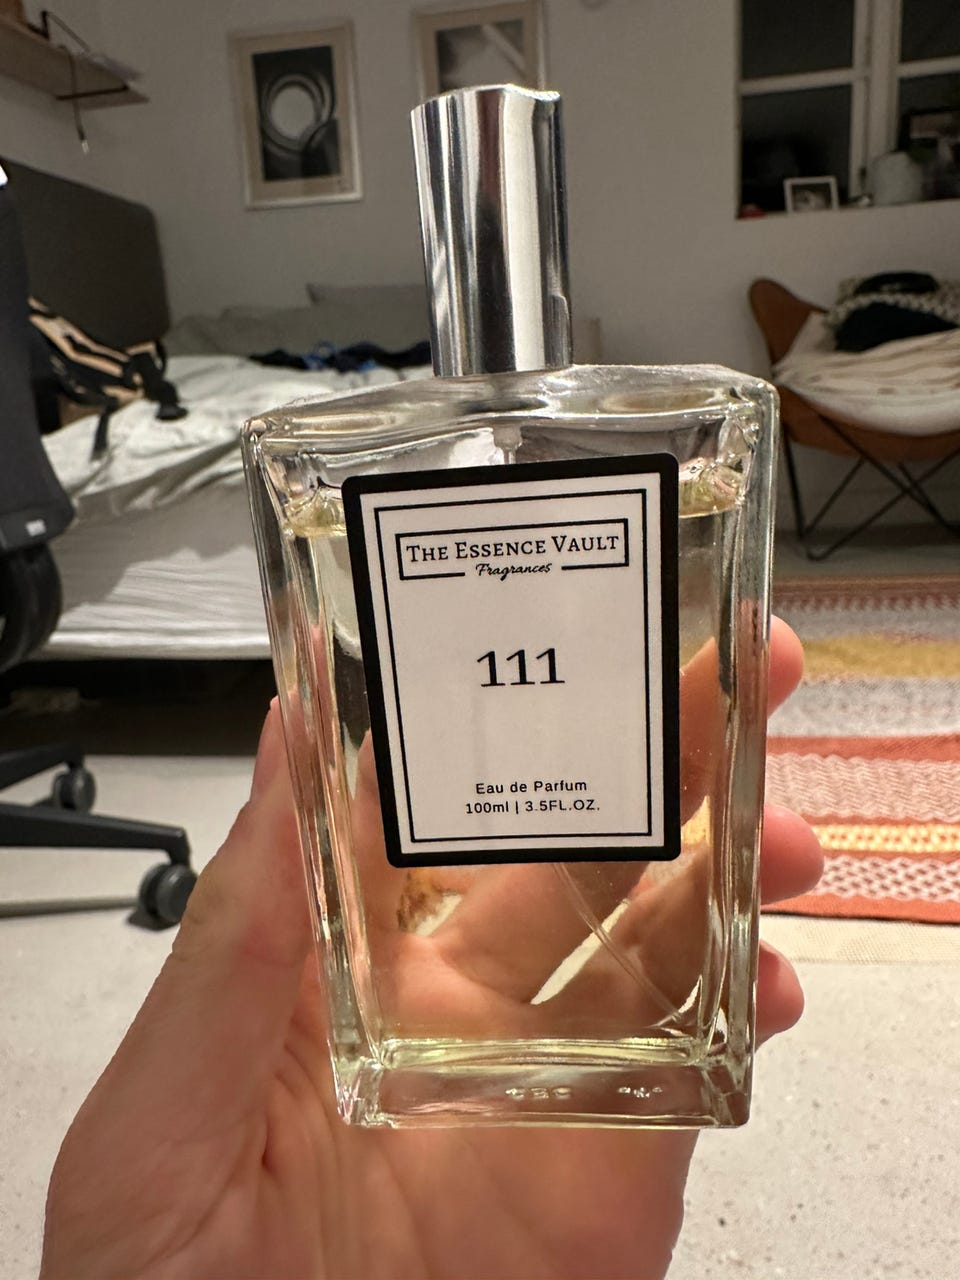 THE ESSENCE VAULT
Fragrances
111
Eau de Parfum
100ml | 3.5FL.OZ.